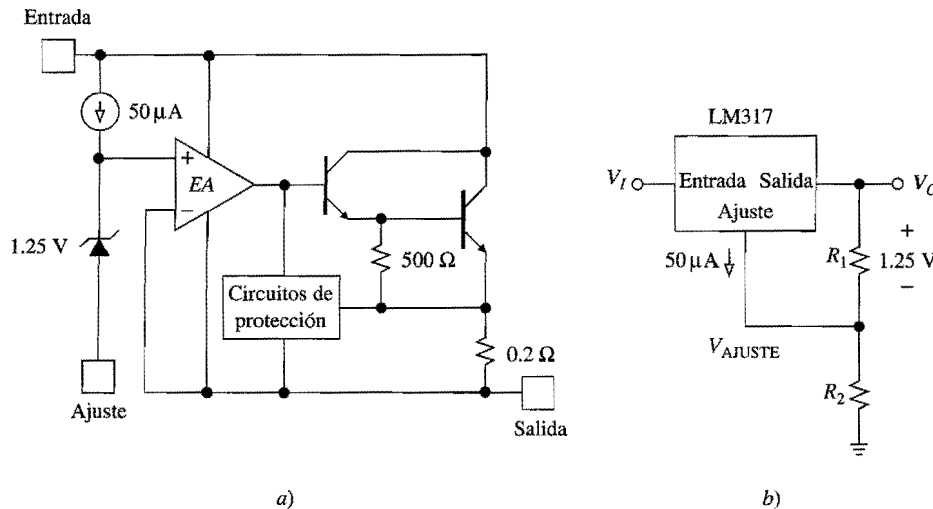 Entrada
50 μA
+
EA
−
1.25 V
500 Ω
Circuitos de
protección
0.2 Ω
Ajuste
Salida
a)
LM317
V_I
Entrada Salida
Ajuste
50 μA
R_1
+
1.25 V
−
V_AJUSTE
R_2
b)